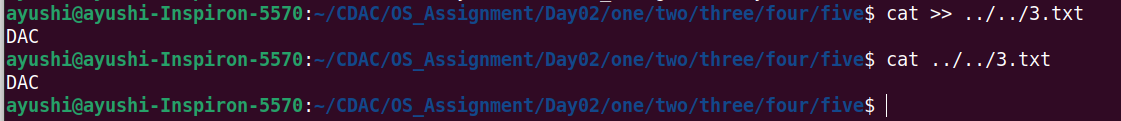 ayushi@ayushi-Inspiron-5570:~/CDAC/OS_Assignment/Day02/one/two/three/four/five$ cat >> ../../3.txt
DAC
ayushi@ayushi-Inspiron-5570:~/CDAC/OS_Assignment/Day02/one/two/three/four/five$ cat ../../3.txt
DAC
ayushi@ayushi-Inspiron-5570:~/CDAC/OS_Assignment/Day02/one/two/three/four/five$